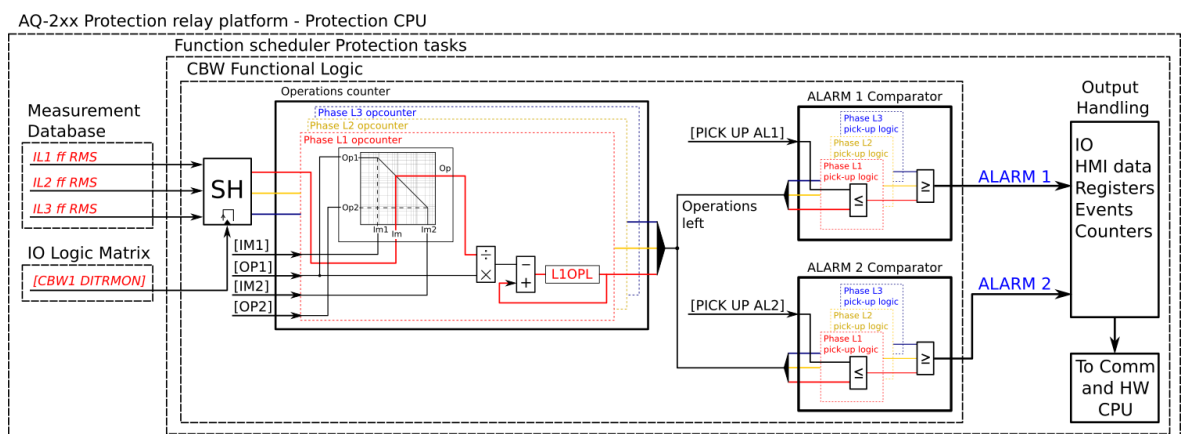 AQ-2xx Protection relay platform - Protection CPU
Function scheduler Protection tasks
CBW Functional Logic
Operations counter
Measurement
Database
IL1 ff RMS
IL2 ff RMS
IL3 ff RMS
SH
IO Logic Matrix
[CBW1 DITRMON]
[IM1]
[OP1]
[IM2]
[OP2]
Phase L3 opcounter
Phase L2 opcounter
Phase L1 opcounter
Op1
Op2
Op
Im1
Im
Im2
÷
×
−
+
L1OPL
Operations
left
ALARM 1 Comparator
[PICK UP AL1]
Phase L3
pick-up logic
Phase L2
pick-up logic
Phase L1
pick-up logic
≤
≥
ALARM 1
ALARM 2 Comparator
[PICK UP AL2]
Phase L3
pick-up logic
Phase L2
pick-up logic
Phase L1
pick-up logic
≤
≥
ALARM 2
Output
Handling
IO
HMI data
Registers
Events
Counters
To Comm
and HW
CPU